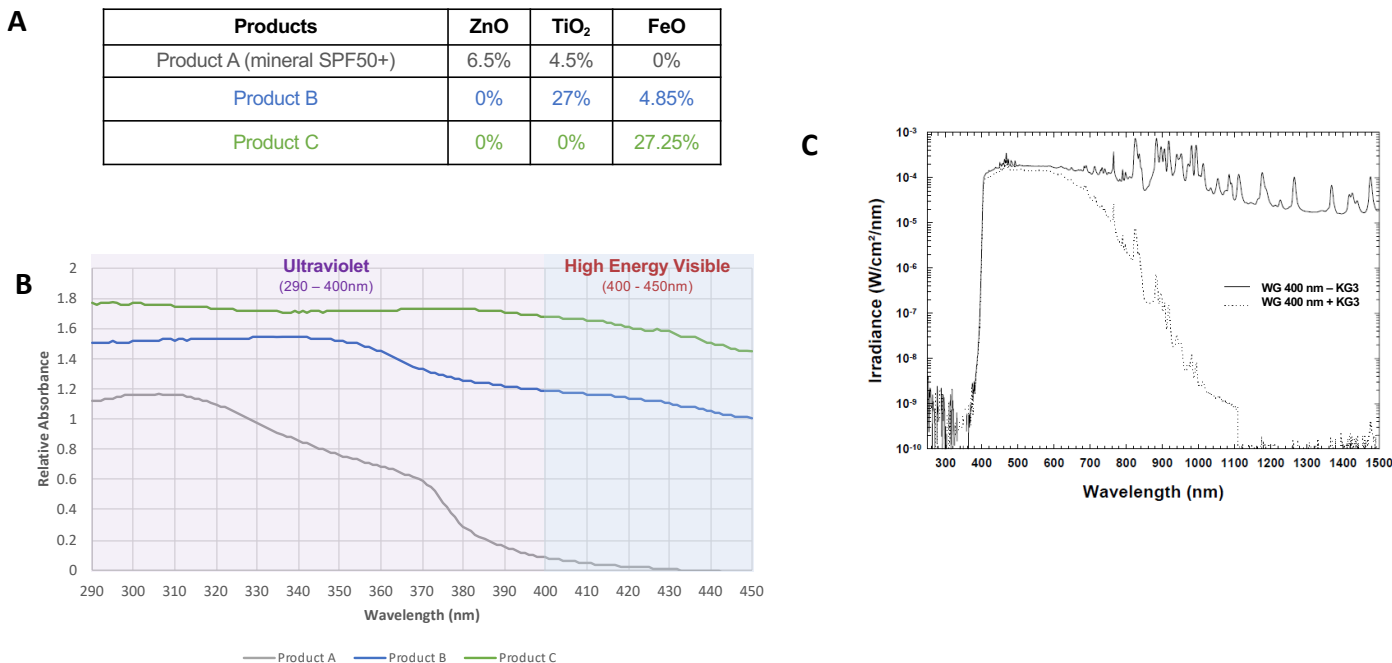 A
Products ZnO TiO₂ FeO
Product A (mineral SPF50+) 6.5% 4.5% 0%
Product B 0% 27% 4.85%
Product C 0% 0% 27.25%
B
Ultraviolet
(290 – 400nm)
High Energy Visible
(400 - 450nm)
Relative Absorbance
2
1.8
1.6
1.4
1.2
1
0.8
0.6
0.4
0.2
0
290 300 310 320 330 340 350 360 370 380 390 400 410 420 430 440 450
Wavelength (nm)
Product A Product B Product C
C
Irradiance (W/cm²/nm)
10⁻³
10⁻⁴
10⁻⁵
10⁻⁶
10⁻⁷
10⁻⁸
10⁻⁹
10⁻¹⁰
WG 400 nm – KG3
WG 400 nm + KG3
300 400 500 600 700 800 900 1000 1100 1200 1300 1400 1500
Wavelength (nm)